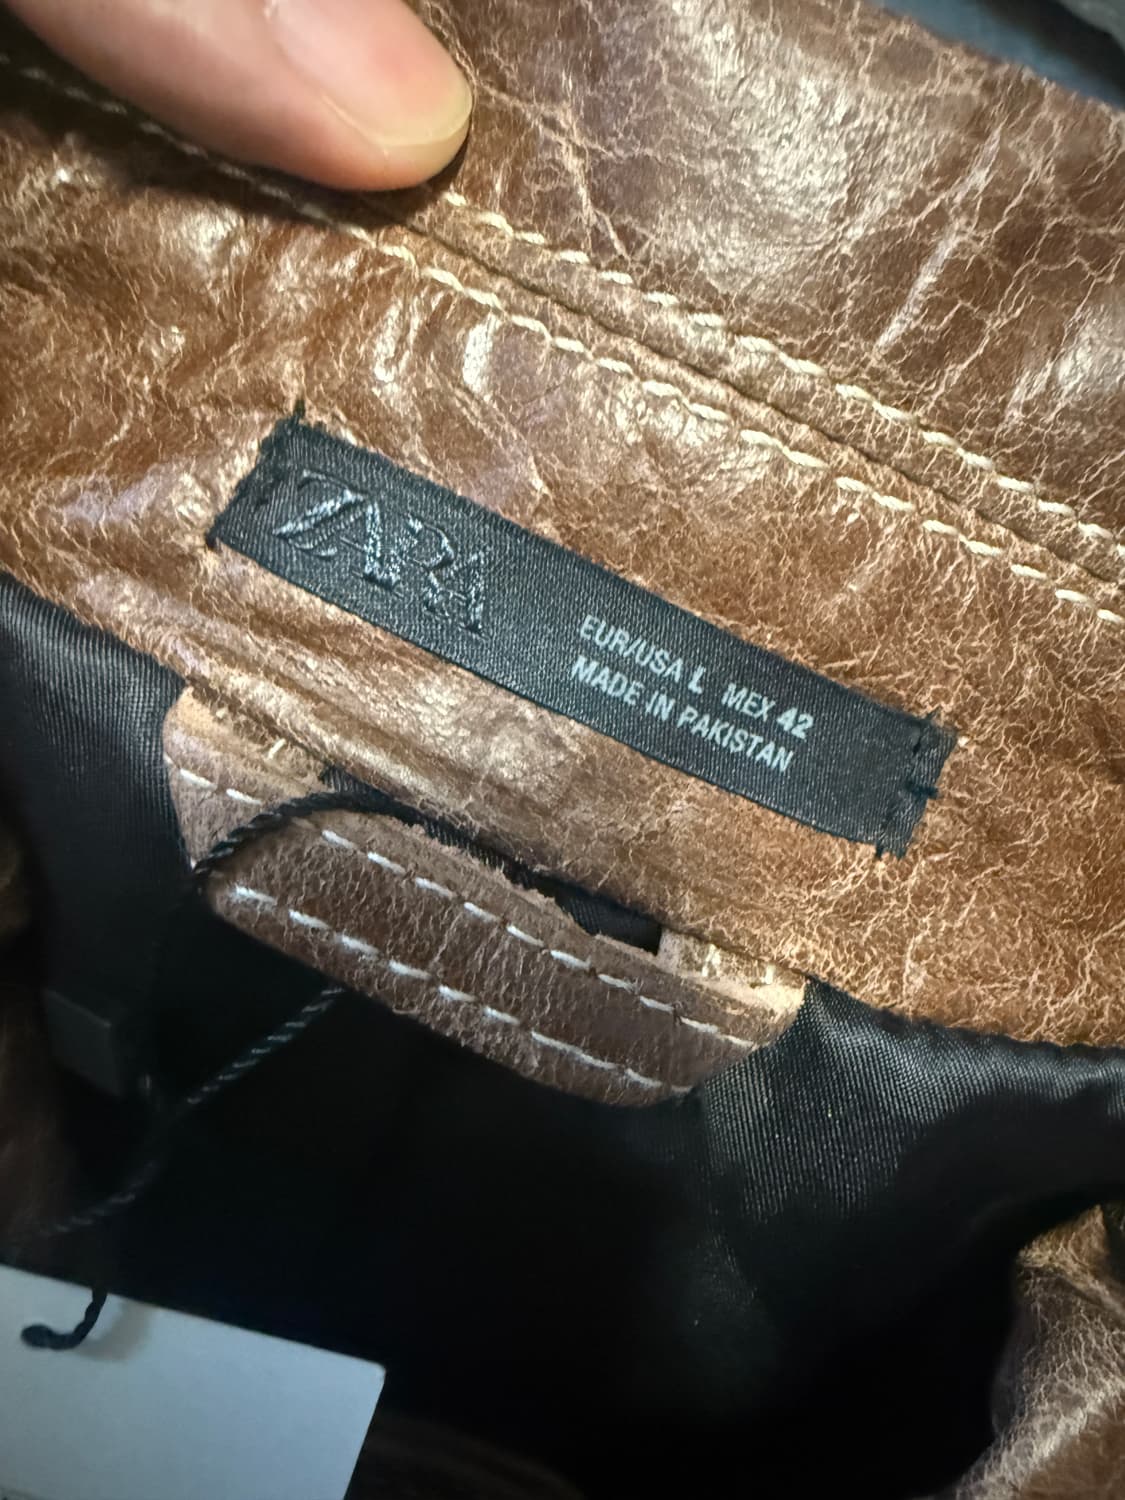 ZARA
EUR/USA L MEX 42
MADE IN PAKISTAN